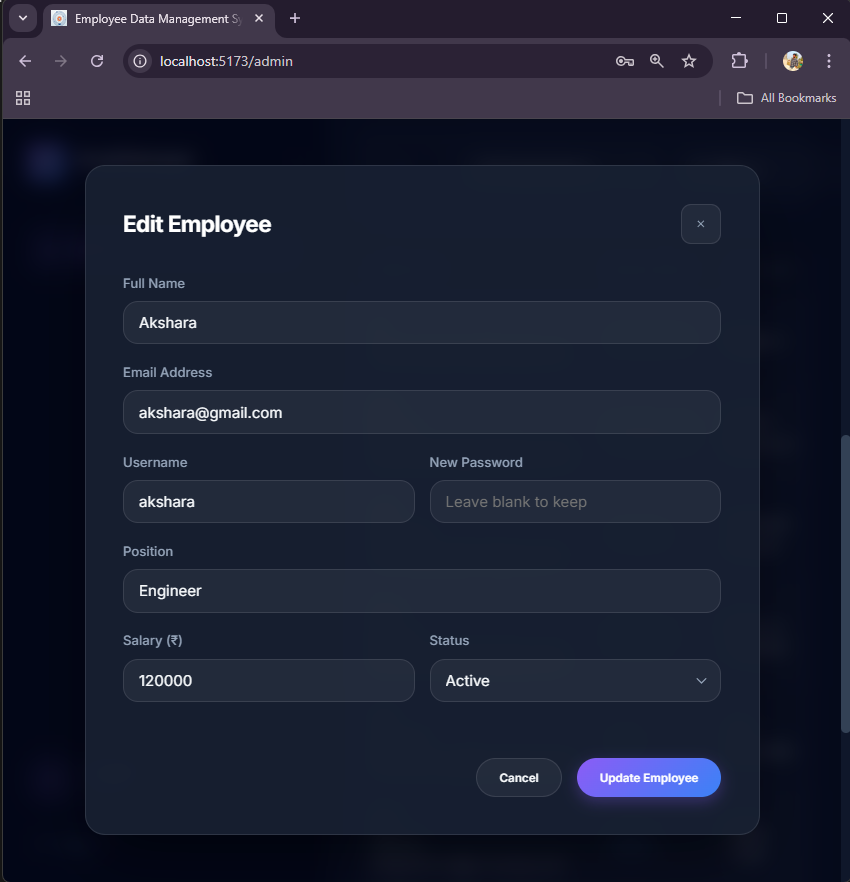 Employee Data Management Sy
localhost:5173/admin
All Bookmarks
Edit Employee
×
Full Name
Akshara
Email Address
akshara@gmail.com
Username
New Password
akshara
Leave blank to keep
Position
Engineer
Salary (₹)
Status
120000
Active
Cancel
Update Employee